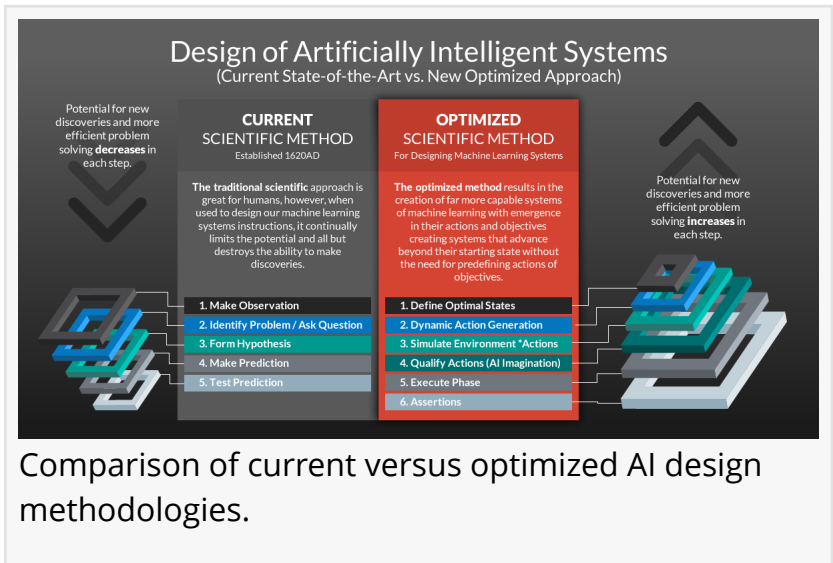 Design of Artificially Intelligent Systems
(Current State-of-the-Art vs. New Optimized Approach)
Potential for new
discoveries and more
efficient problem
solving decreases in
each step.
CURRENT
SCIENTIFIC METHOD
Established 1620AD
The traditional scientific approach is
great for humans, however, when
used to design our machine learning
systems instructions, it continually
limits the potential and all but
destroys the ability to make
discoveries.
1. Make Observation
2. Identify Problem / Ask Question
3. Form Hypothesis
4. Make Prediction
5. Test Prediction
OPTIMIZED
SCIENTIFIC METHOD
For Designing Machine Learning Systems
The optimized method results in the
creation of far more capable systems
of machine learning with emergence
in their actions and objectives
creating systems that advance
beyond their starting state without
the need for predefining actions of
objectives.
1. Define Optimal States
2. Dynamic Action Generation
3. Simulate Environment *Actions
4. Qualify Actions (AI Imagination)
5. Execute Phase
6. Assertions
Potential for new
discoveries and more
efficient problem
solving increases in
each step.
Comparison of current versus optimized AI design
methodologies.